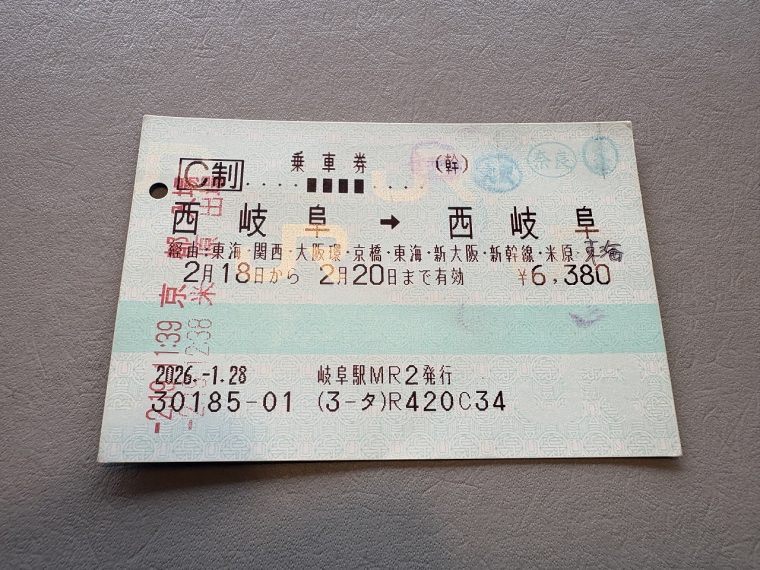 乗車券 (幹)
C制
奈良
西岐阜 → 西岐阜
経由:東海・関西・大阪環・京橋・東海・新大阪・新幹線・米原・東海
2月18日から 2月20日まで有効 ¥6,380
2026.-1.28 岐阜駅MR2発行
30185-01 (3-タ)R420C34